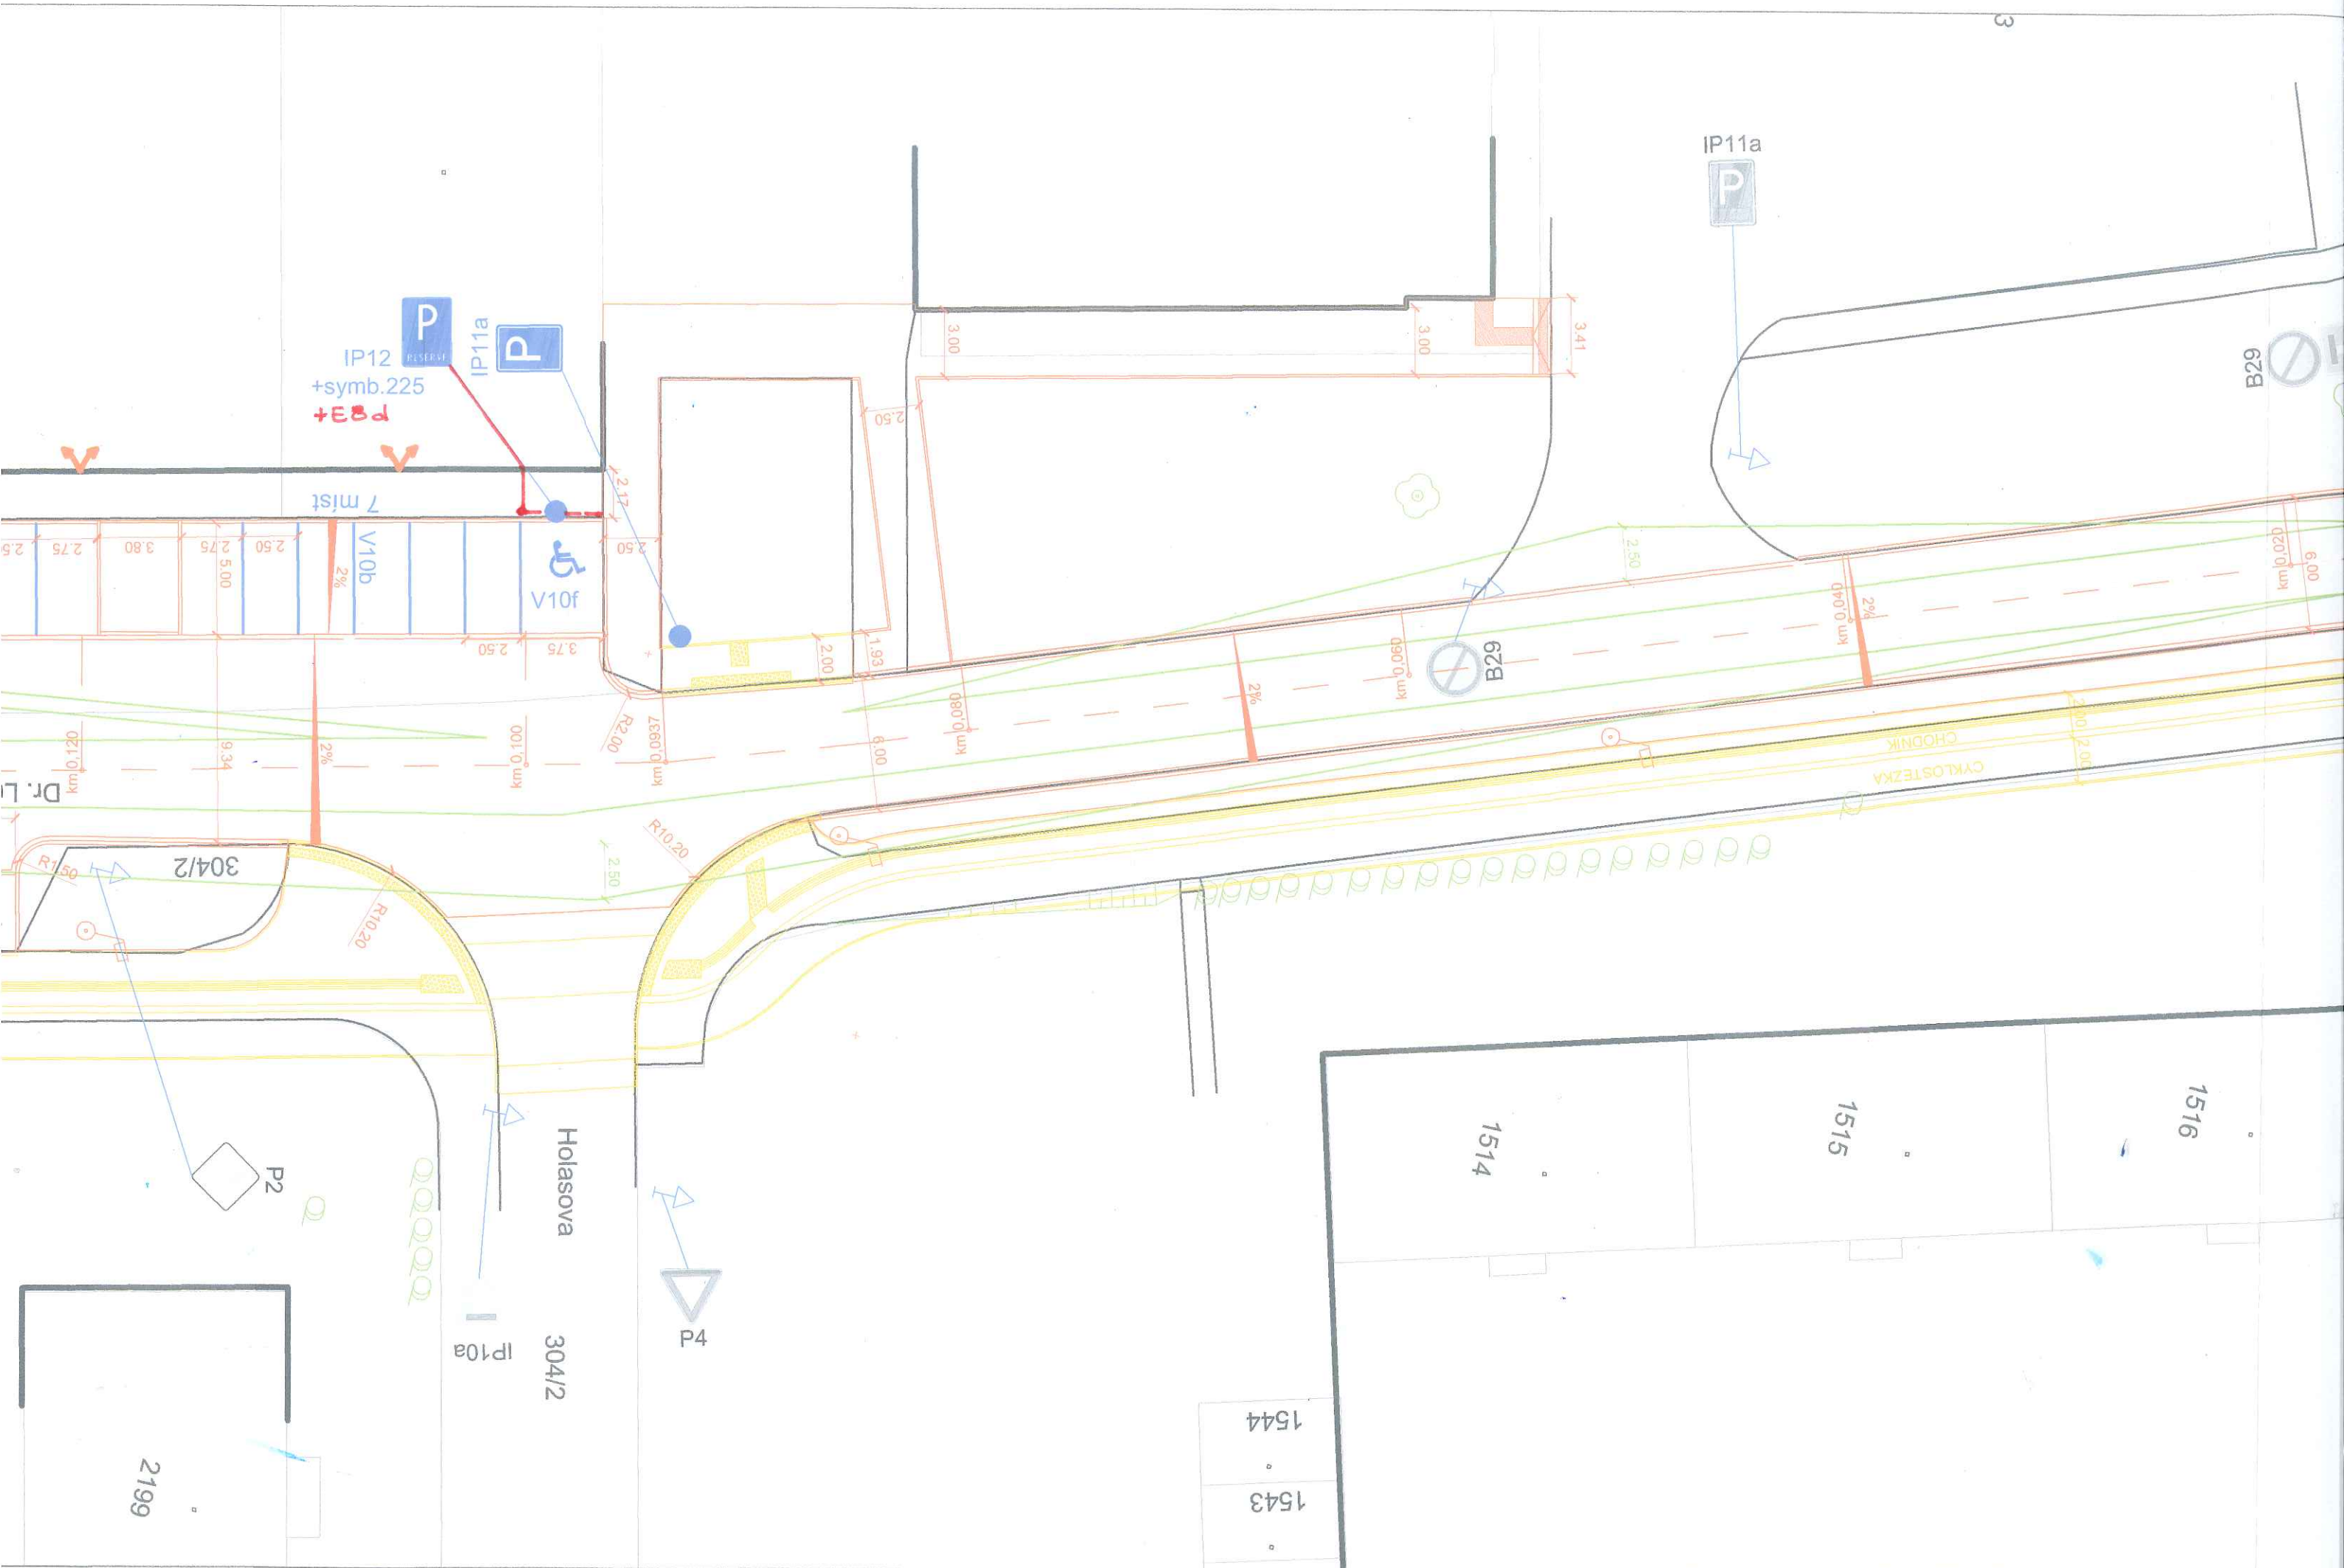 3
IP11a
P
P
RESERVÉ
IP11a
P
IP12
+symb.225
+E8d
B29
3.00
3.00
3.41
2.50
2.17
7 míst
2.75
3.80
2.75
2.50
5.00
2%
V10b
V10f
2.50
2.50
3.75
2.00
1.93
2.50
km 0,020
6.00
km 0,040
2%
km 0,060
B29
2%
km 0,080
6.00
km 0,0937
R2.00
km 0,100
2%
9.34
km 0,120
Dr. L
2.00
2.00
CHODNÍK
CYKLOSTEZKA
R10.20
2.50
R1.50
304/2
R10.20
P2
Holasova
304/2
IP10a
P4
1514
1515
1516
1544
1543
2199